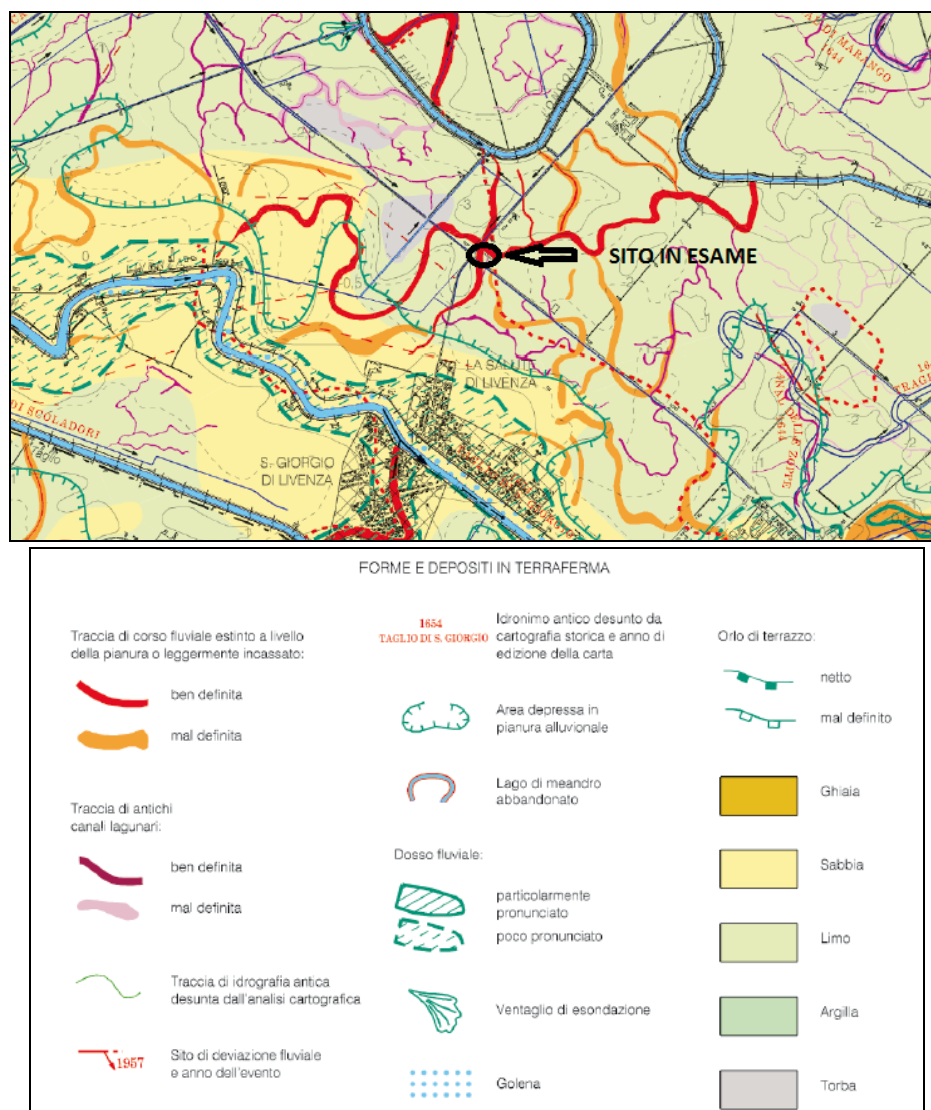 DI MARANGO
1644
SITO IN ESAME
LA SALUTE
DI LIVENZA
S. GIORGIO
DI LIVENZA
DI SCOLADORI
Taglio
1644
FORME E DEPOSITI IN TERRAFERMA
Traccia di corso fluviale estinto a livello
della pianura o leggermente incassato:
ben definita
mal definita
Traccia di antichi
canali lagunari:
ben definita
mal definita
Traccia di idrografia antica
desunta dall'analisi cartografica
1957
Sito di deviazione fluviale
e anno dell'evento
1654
TAGLIO DI S. GIORGIO
Idronimo antico desunto da
cartografia storica e anno di
edizione della carta
Area depressa in
pianura alluvionale
Lago di meandro
abbandonato
Dosso fluviale:
particolarmente
pronunciato
poco pronunciato
Ventaglio di esondazione
Golena
Orlo di terrazzo:
netto
mal definito
Ghiaia
Sabbia
Limo
Argilla
Torba